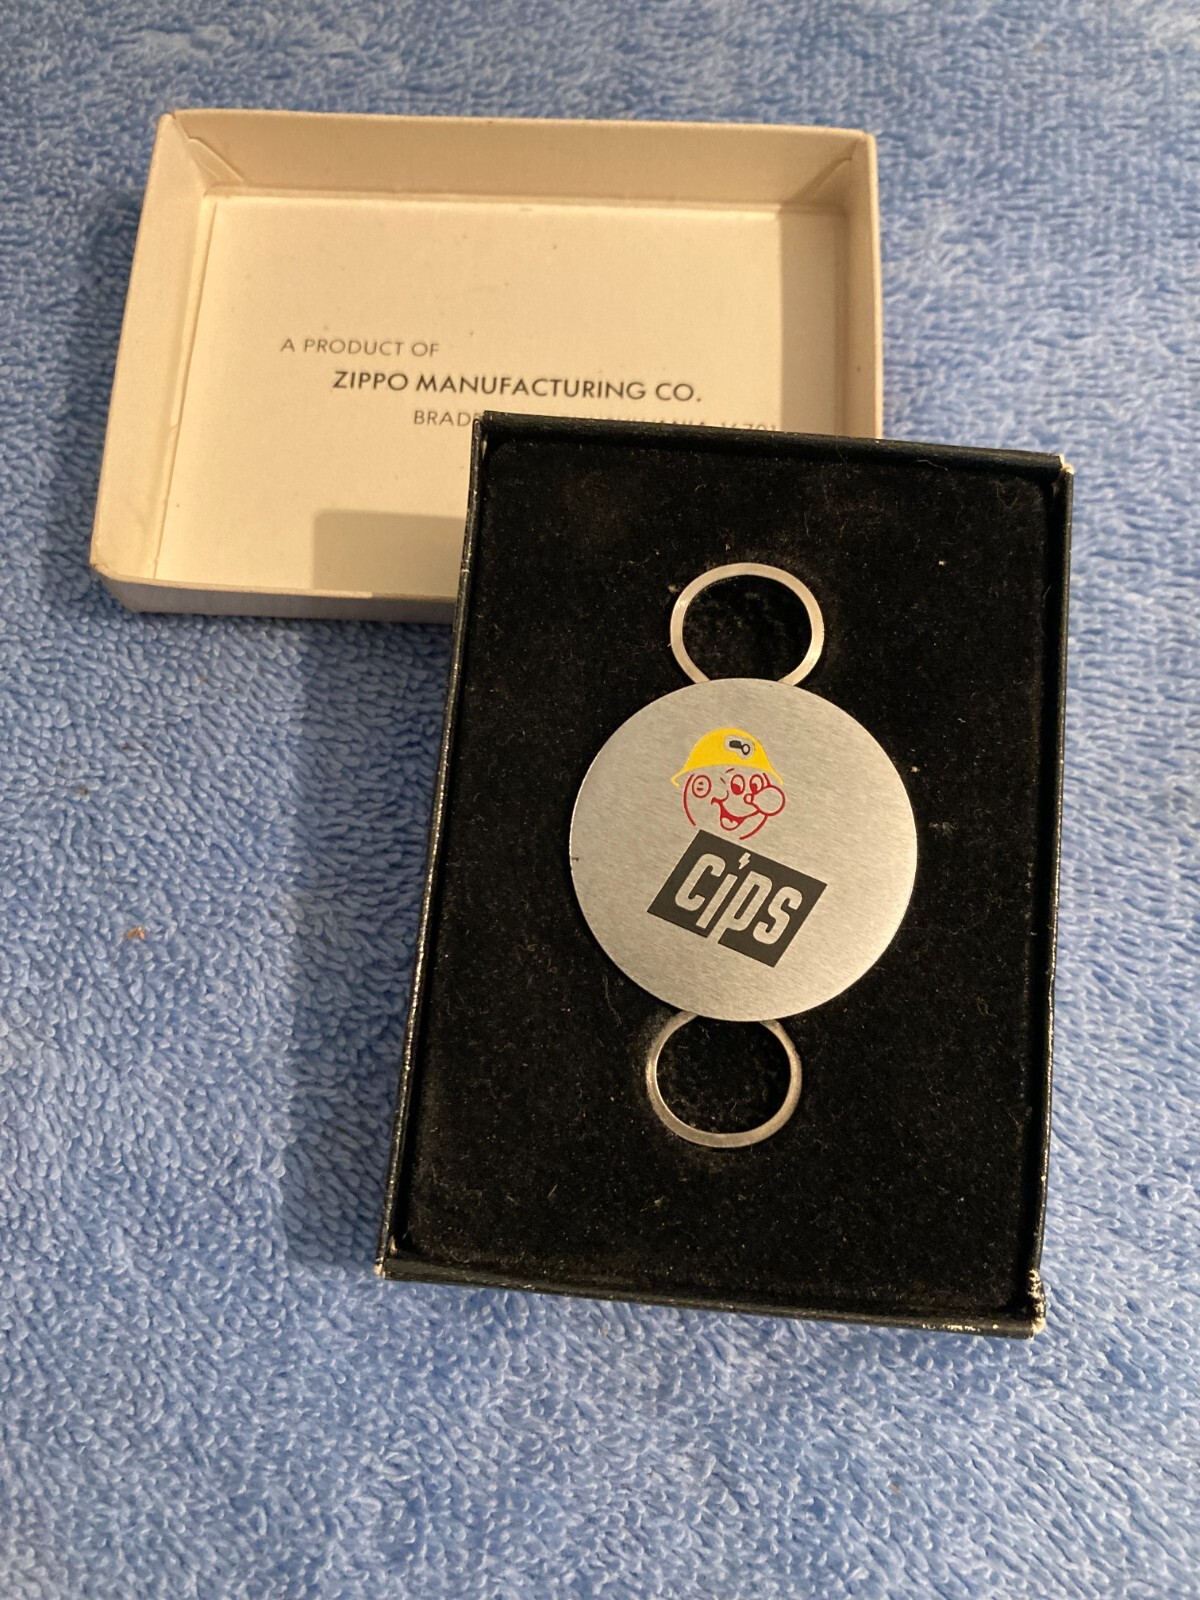 A PRODUCT OF
ZIPPO MANUFACTURING CO.
cips